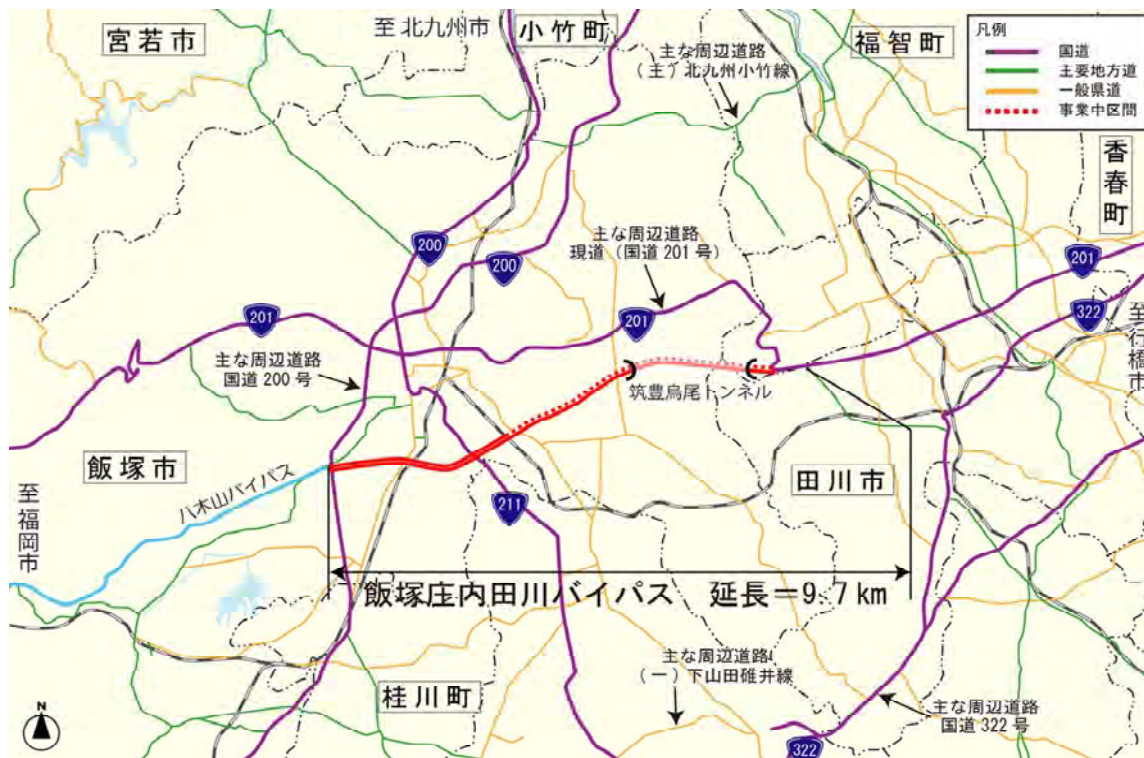 宮若市
至 北九州市
小竹町
主な周辺道路
（主）北九州小竹線
福智町
凡例
国道
主要地方道
一般県道
事業中区間
香春町
200
200
主な周辺道路
現道（国道 201 号）
201
201
201
322
至行橋市
主な周辺道路
国道 200 号
筑豊烏尾トンネル
飯塚市
八木山バイパス
至福岡市
田川市
211
飯塚庄内田川バイパス　延長＝9.7 km
主な周辺道路
（一）下山田碓井線
桂川町
主な周辺道路
国道 322 号
322
N